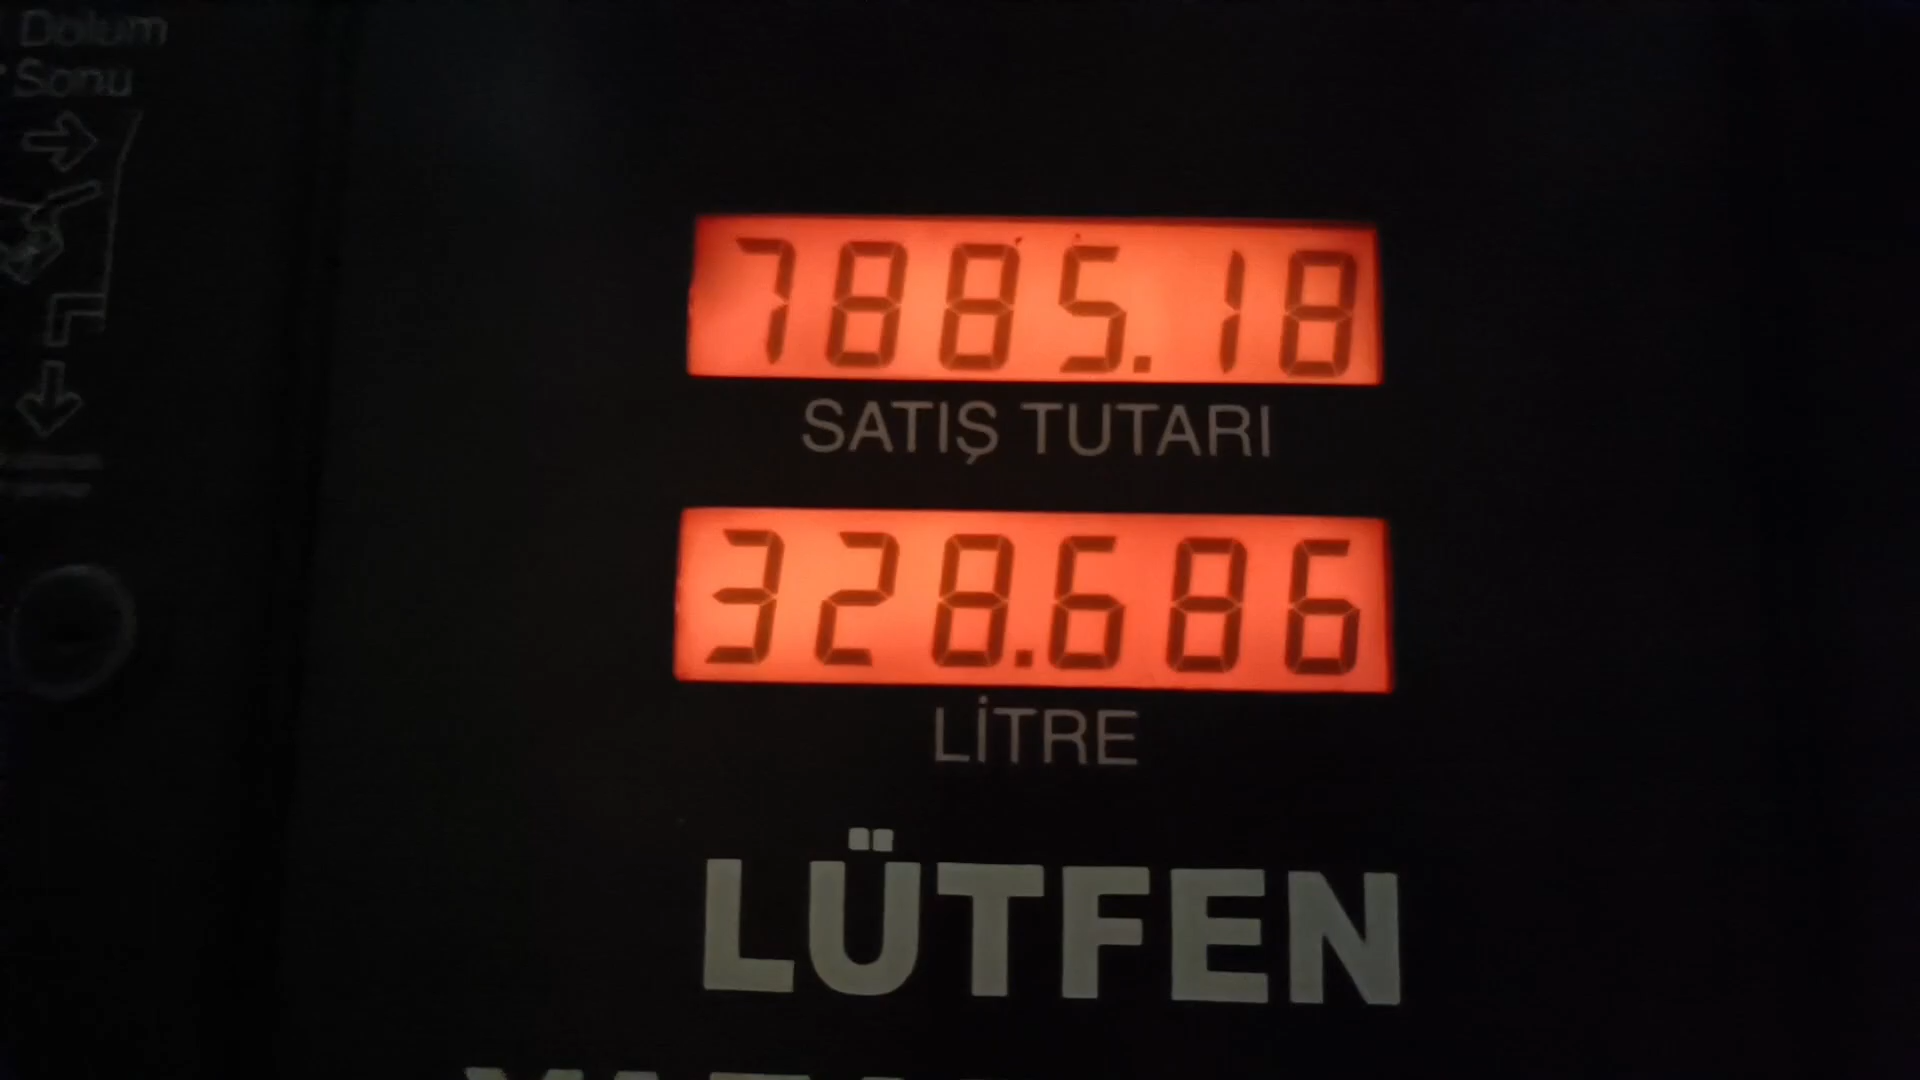 Dolum
Sonu
7885.18
SATIŞ TUTARI
328.686
LİTRE
LÜTFEN